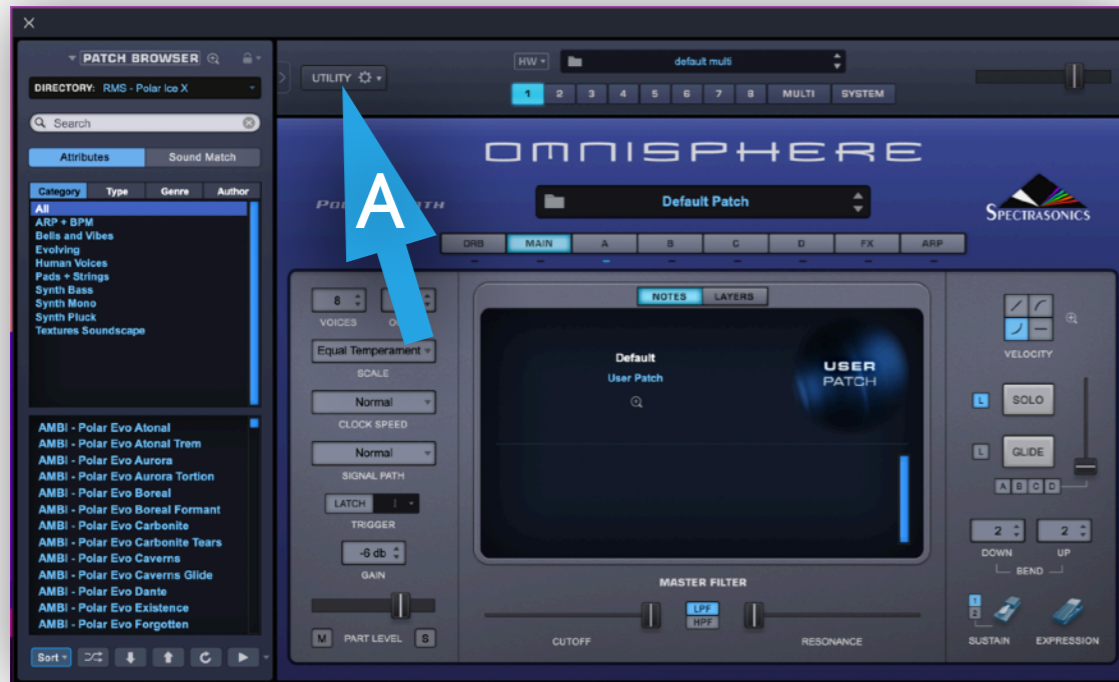 PATCH BROWSER
DIRECTORY: RMS - Polar Ice X
Search
Attributes Sound Match
Category Type Genre Author
All
ARP + BPM
Bells and Vibes
Evolving
Human Voices
Pads + Strings
Synth Bass
Synth Mono
Synth Pluck
Textures Soundscape
AMBI - Polar Evo Atonal
AMBI - Polar Evo Atonal Trem
AMBI - Polar Evo Aurora
AMBI - Polar Evo Aurora Tortion
AMBI - Polar Evo Boreal
AMBI - Polar Evo Boreal Formant
AMBI - Polar Evo Carbonite
AMBI - Polar Evo Carbonite Tears
AMBI - Polar Evo Caverns
AMBI - Polar Evo Caverns Glide
AMBI - Polar Evo Dante
AMBI - Polar Evo Existence
AMBI - Polar Evo Forgotten
Sort
UTILITY
HW default multi
1 2 3 4 5 6 7 8 MULTI SYSTEM
A
OMNISPHERE
Default Patch
SPECTRASONICS
ORB MAIN A B C D FX ARP
8
VOICES
Equal Temperament
SCALE
Normal
CLOCK SPEED
Normal
SIGNAL PATH
LATCH 1
TRIGGER
-6 db
GAIN
M PART LEVEL S
NOTES LAYERS
Default
User Patch
USER
PATCH
MASTER FILTER
LPF
HPF
CUTOFF RESONANCE
VELOCITY
L SOLO
L GLIDE
A B C D
2 2
DOWN UP
BEND
1
2
SUSTAIN EXPRESSION